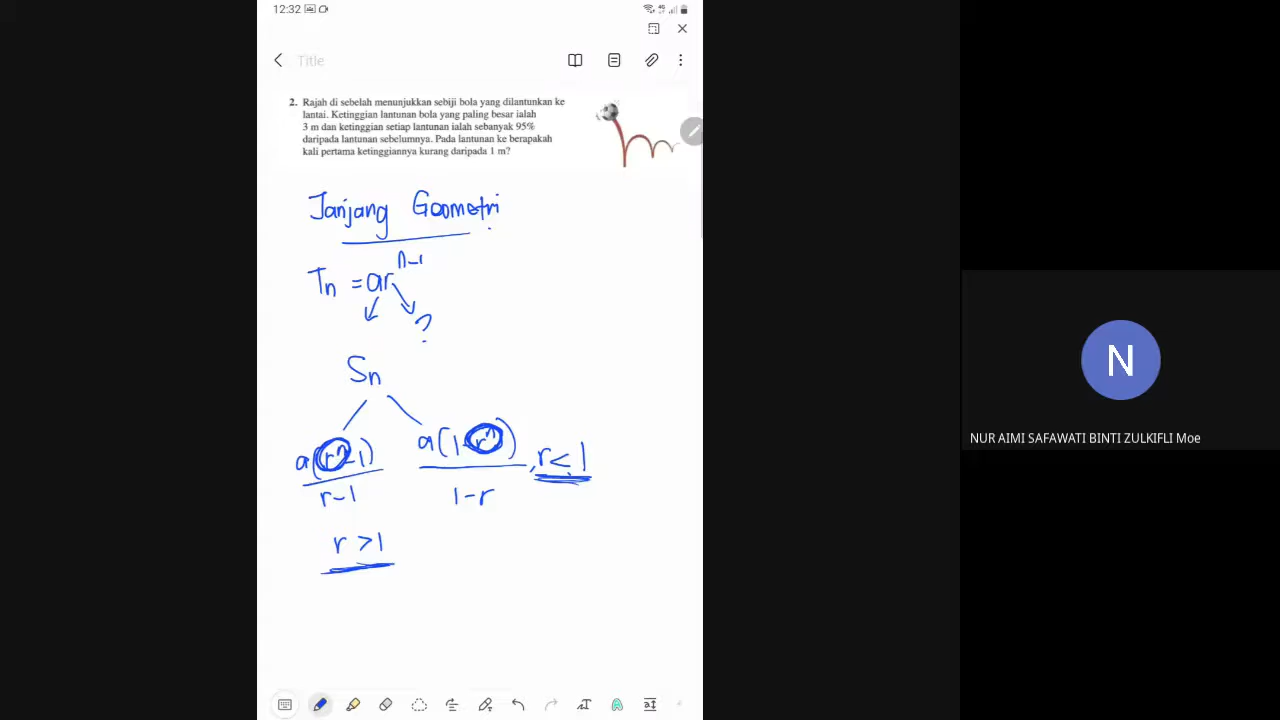 12:32
Title
2. Rajah di sebelah menunjukkan sebiji bola yang dilantunkan ke
lantai. Ketinggian lantunan bola yang paling besar ialah
3 m dan ketinggian setiap lantunan ialah sebanyak 95%
daripada lantunan sebelumnya. Pada lantunan ke berapakah
kali pertama ketinggiannya kurang daripada 1 m?
Janjang Geometri
Tn = ar^n-1
?
Sn
a(r^n-1) / r-1
a(1-r^n) / 1-r , r < 1
r > 1
N
NUR AIMI SAFAWATI BINTI ZULKIFLI Moe